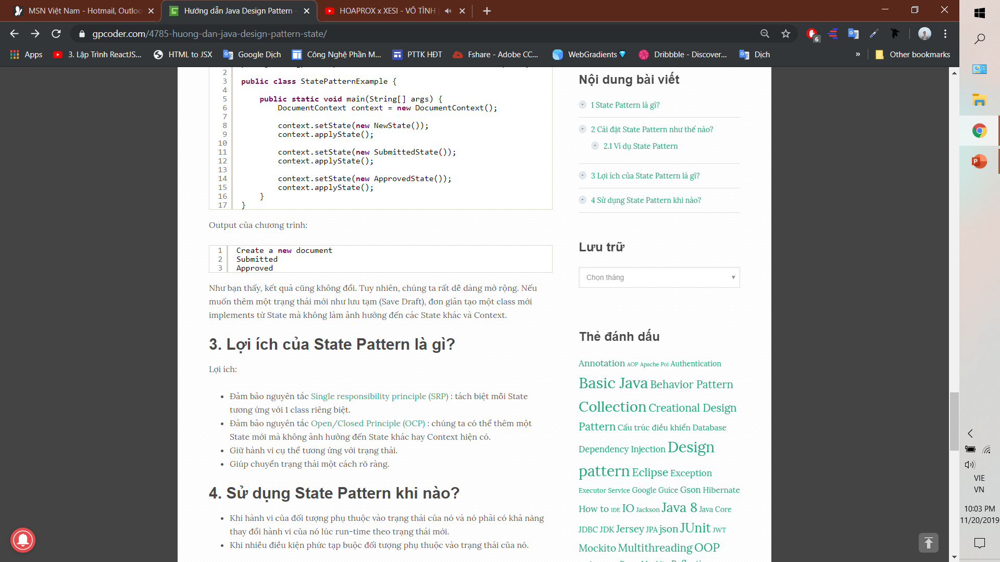 MSN Việt Nam - Hotmail, Outloo
Hướng dẫn Java Design Pattern -
HOAPROX x XESI - VÔ TÌNH
gpcoder.com/4785-huong-dan-java-design-pattern-state/
6
Apps
3. Lập Trình ReactJS...
HTML to JSX
Google Dịch
Công Nghệ Phần M...
PTTK HĐT
Fshare - Adobe CC...
WebGradients
Dribbble - Discover...
Dịch
»
Other bookmarks
2
3 public class StatePatternExample {
4
5 public static void main(String[] args) {
6 DocumentContext context = new DocumentContext();
7
8 context.setState(new NewState());
9 context.applyState();
10
11 context.setState(new SubmittedState());
12 context.applyState();
13
14 context.setState(new ApprovedState());
15 context.applyState();
16 }
17 }
Output của chương trình:
1 Create a new document
2 Submitted
3 Approved
Như bạn thấy, kết quả cũng không đổi. Tuy nhiên, chúng ta rất dễ dàng mở rộng. Nếu
muốn thêm một trạng thái mới như lưu tạm (Save Draft), đơn giản tạo một class mới
implements từ State mà không làm ảnh hưởng đến các State khác và Context.
3. Lợi ích của State Pattern là gì?
Lợi ích:
• Đảm bảo nguyên tắc Single responsibility principle (SRP) : tách biệt mỗi State
tương ứng với 1 class riêng biệt.
• Đảm bảo nguyên tắc Open/Closed Principle (OCP) : chúng ta có thể thêm một
State mới mà không ảnh hưởng đến State khác hay Context hiện có.
• Giữ hành vi cụ thể tương ứng với trạng thái.
• Giúp chuyển trạng thái một cách rõ ràng.
4. Sử dụng State Pattern khi nào?
• Khi hành vi của đối tượng phụ thuộc vào trạng thái của nó và nó phải có khả năng
thay đổi hành vi của nó lúc run-time theo trạng thái mới.
• Khi nhiều điều kiện phức tạp buộc đối tượng phụ thuộc vào trạng thái của nó.
Nội dung bài viết
1 State Pattern là gì?
2 Cài đặt State Pattern như thế nào?
2.1 Ví dụ State Pattern
3 Lợi ích của State Pattern là gì?
4 Sử dụng State Pattern khi nào?
Lưu trữ
Chọn tháng
Thẻ đánh dấu
Annotation AOP Apache Poi Authentication
Basic Java Behavior Pattern
Collection Creational Design
Pattern Cấu trúc điều khiển Database
Dependency Injection Design
pattern Eclipse Exception
Executor Service Google Guice Gson Hibernate
How to IDE IO Jackson Java 8 Java Core
JDBC JDK Jersey JPA json JUnit JWT
Mockito Multithreading OOP
VIE
VN
10:03 PM
11/20/2019